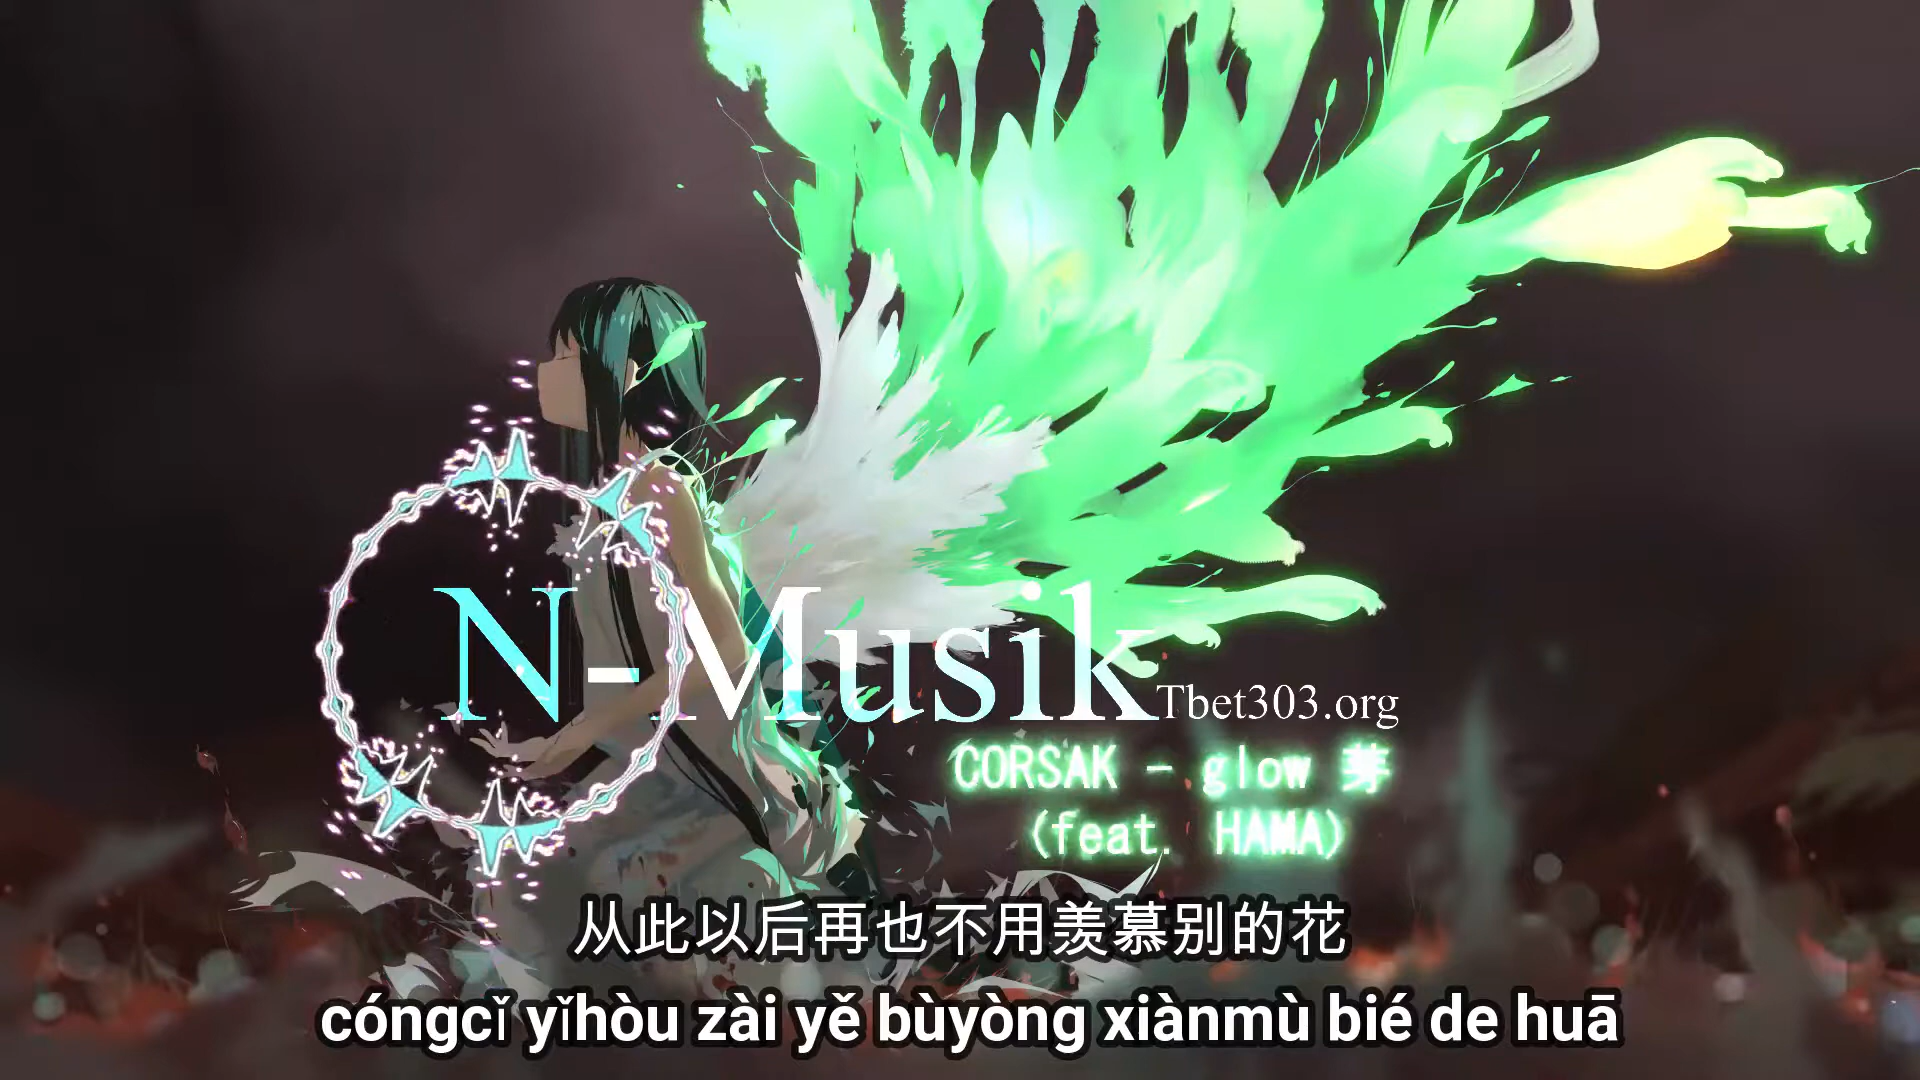 N-Musik
Tbet303.org
CORSAK - glow 芽
(feat. HAMA)
从此以后再也不用羡慕别的花
cóngcǐ yǐhòu zài yě bùyòng xiànmù bié de huā